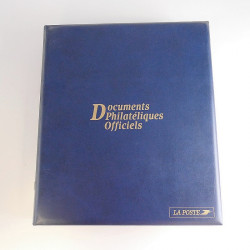 Documents
Philatéliques
Officiels
LA POSTE